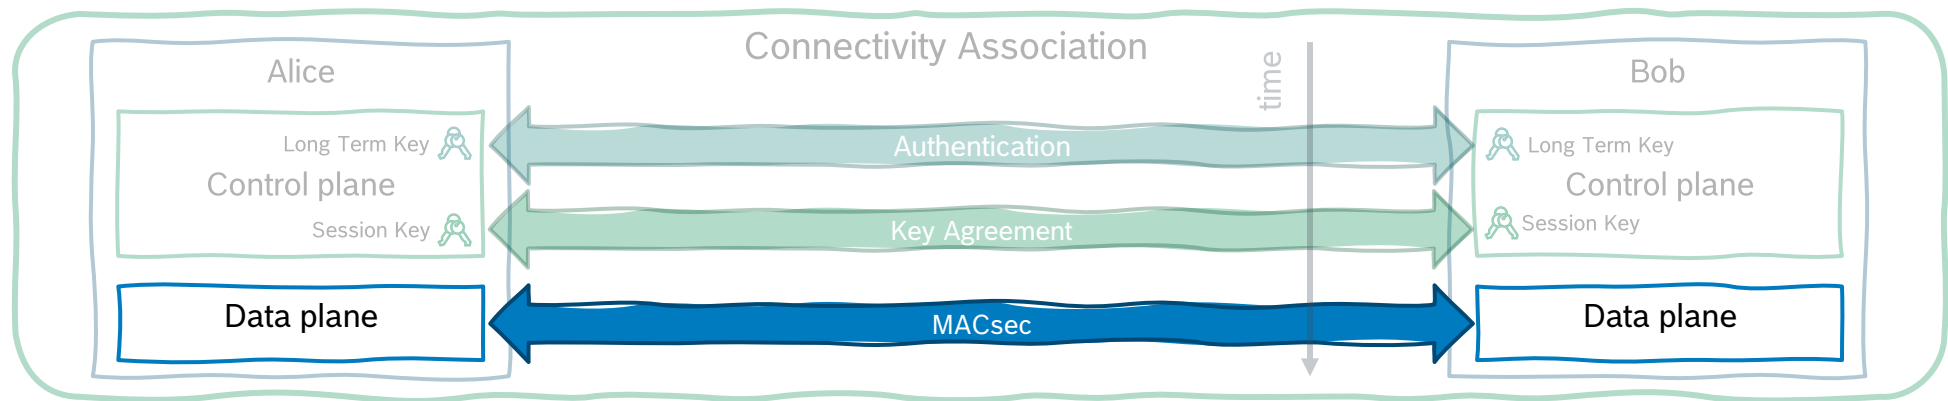 Connectivity Association
time
Alice
Long Term Key
Control plane
Session Key
Data plane
Authentication
Key Agreement
MACsec
Bob
Long Term Key
Control plane
Session Key
Data plane